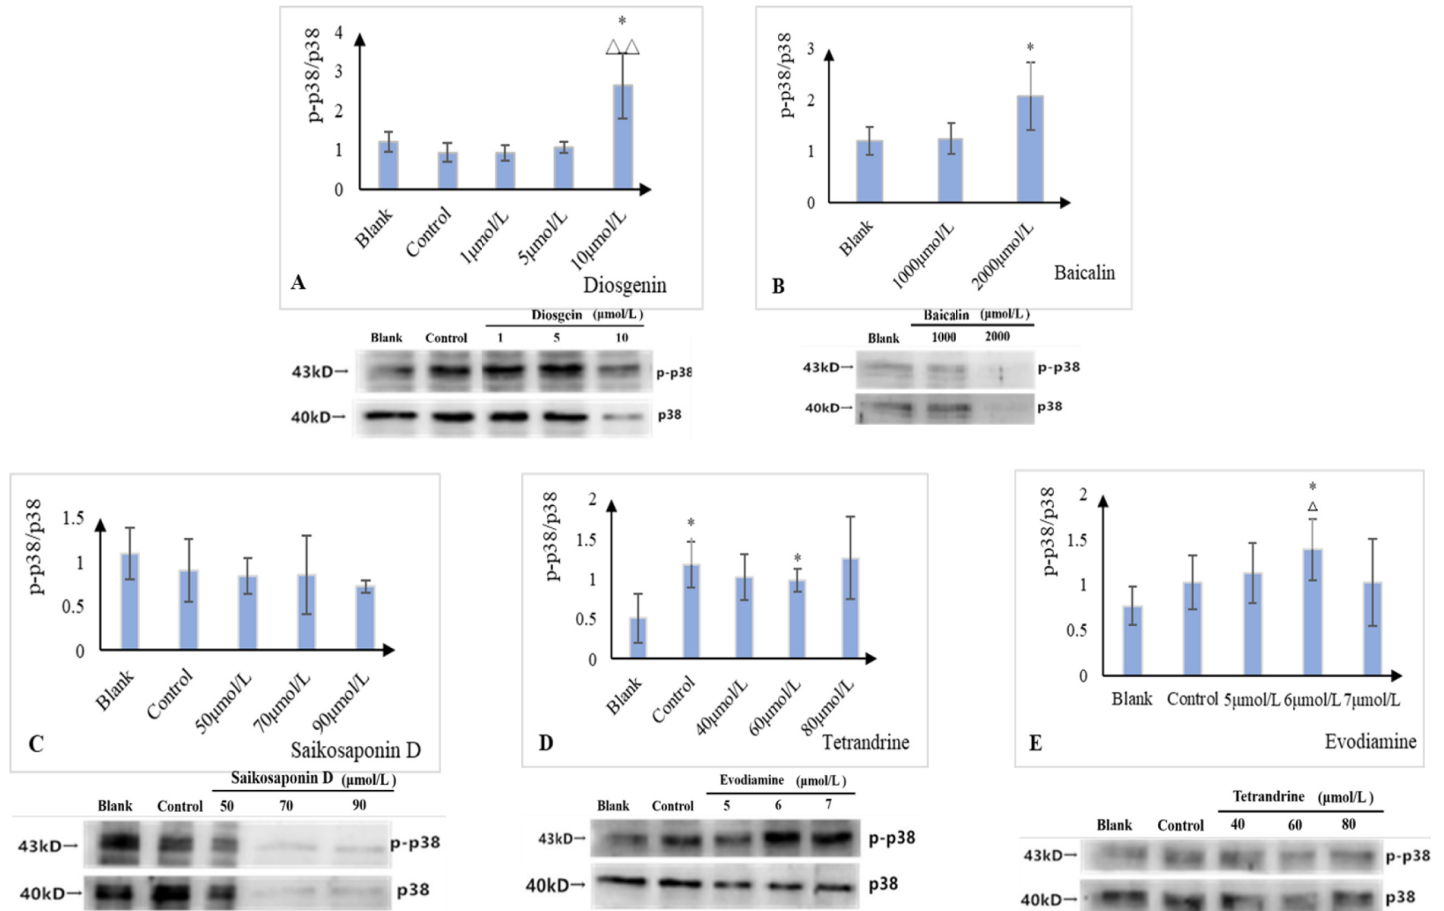 p-p38/p38
4
3
2
1
0
*
△△
Blank
Control
1μmol/L
5μmol/L
10μmol/L
A
Diosgenin
p-p38/p38
3
2
1
0
*
Blank
1000μmol/L
2000μmol/L
B
Baicalin
Diosgein (μmol/L)
Blank Control 1 5 10
43kD→ p-p38
40kD→ p38
Baicalin (μmol/L)
Blank 1000 2000
43kD→ p-p38
40kD→ p38
p-p38/p38
1.5
1
0.5
0
Blank
Control
50μmol/L
70μmol/L
90μmol/L
C
Saikosaponin D
p-p38/p38
2
1.5
1
0.5
0
*
*
Blank
Control
40μmol/L
60μmol/L
80μmol/L
D
Tetrandrine
p-p38/p38
2
1.5
1
0.5
0
*
△
Blank Control 5μmol/L 6μmol/L 7μmol/L
E
Evodiamine
Saikosaponin D (μmol/L)
Blank Control 50 70 90
43kD→ p-p38
40kD→ p38
Evodiamine (μmol/L)
Blank Control 5 6 7
43kD→ p-p38
40kD→ p38
Tetrandrine (μmol/L)
Blank Control 40 60 80
43kD→ p-p38
40kD→ p38